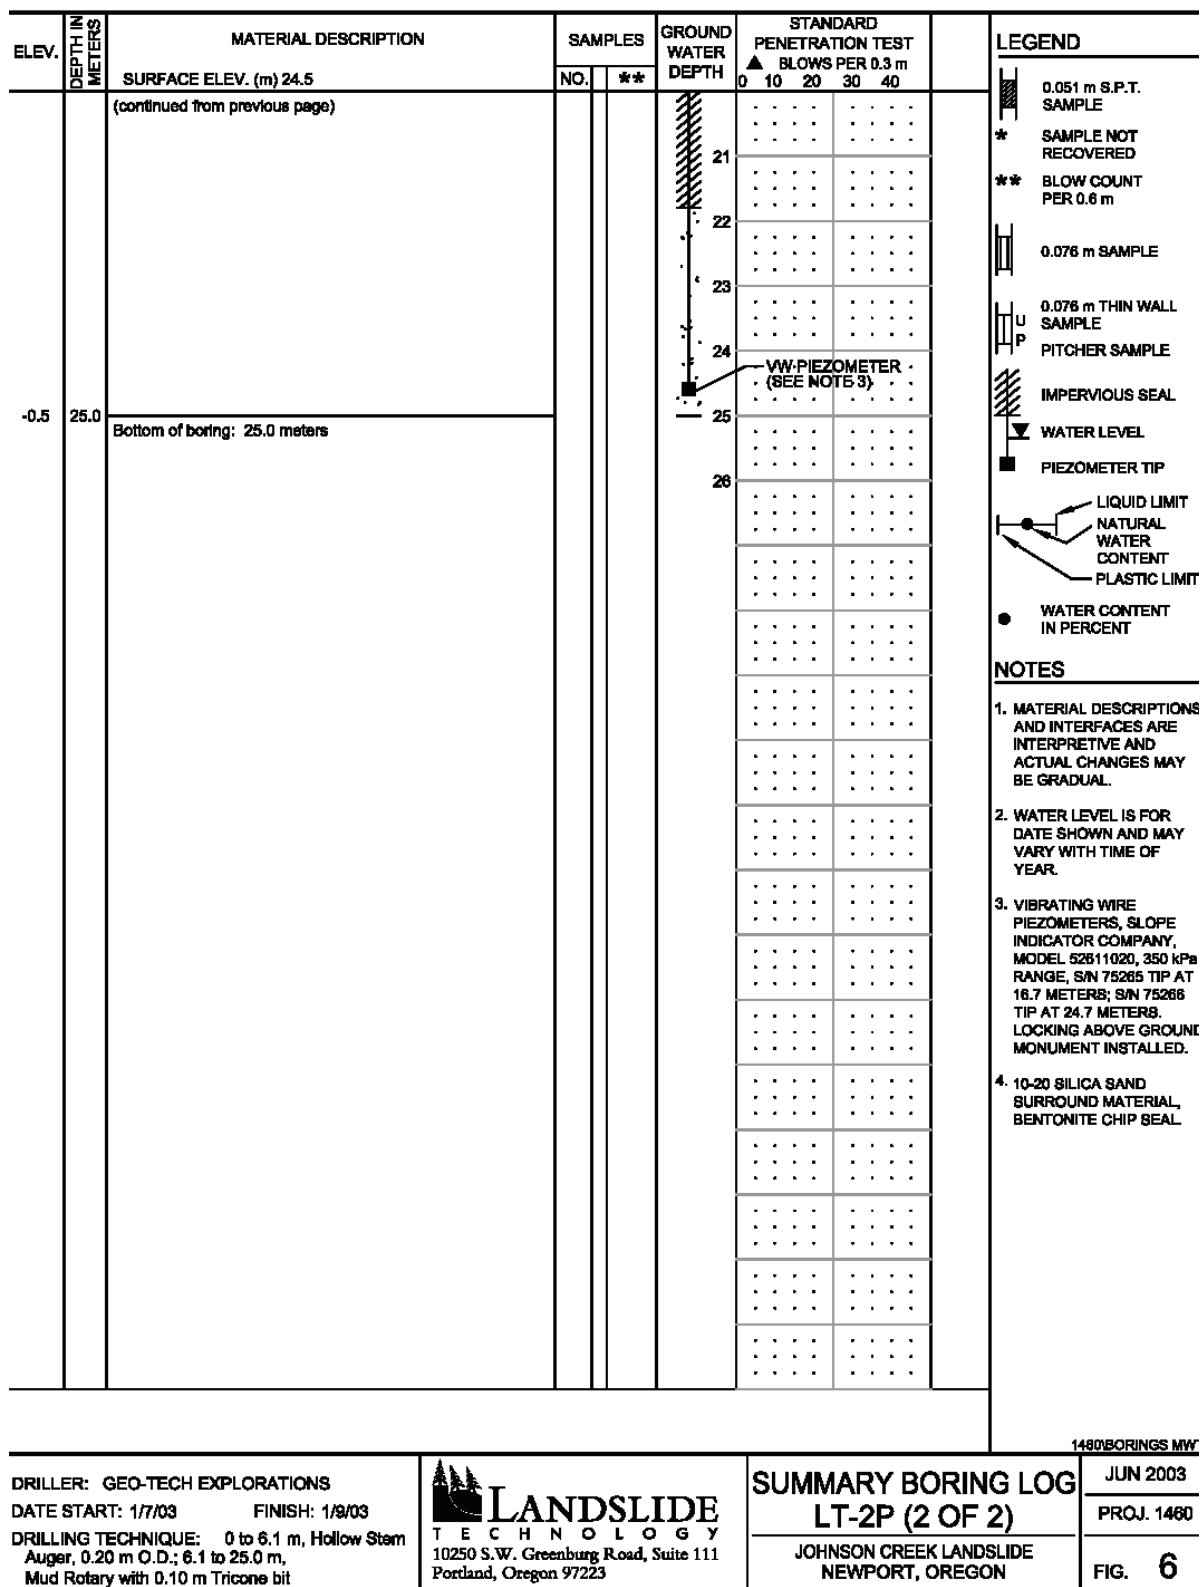 ELEV.
DEPTH IN
METERS
MATERIAL DESCRIPTION
SURFACE ELEV. (m) 24.5
SAMPLES
NO.
**
GROUND
WATER
DEPTH
STANDARD
PENETRATION TEST
▲ BLOWS PER 0.3 m
0 10 20 30 40
(continued from previous page)
21
22
23
24
VW-PIEZOMETER
(SEE NOTE 3)
-0.5 25.0
25
Bottom of boring: 25.0 meters
26
LEGEND
0.051 m S.P.T.
SAMPLE
* SAMPLE NOT
RECOVERED
** BLOW COUNT
PER 0.6 m
0.076 m SAMPLE
0.076 m THIN WALL
U SAMPLE
P PITCHER SAMPLE
IMPERVIOUS SEAL
WATER LEVEL
PIEZOMETER TIP
LIQUID LIMIT
NATURAL
WATER
CONTENT
PLASTIC LIMIT
● WATER CONTENT
IN PERCENT
NOTES
1. MATERIAL DESCRIPTIONS
AND INTERFACES ARE
INTERPRETIVE AND
ACTUAL CHANGES MAY
BE GRADUAL.
2. WATER LEVEL IS FOR
DATE SHOWN AND MAY
VARY WITH TIME OF
YEAR.
3. VIBRATING WIRE
PIEZOMETERS, SLOPE
INDICATOR COMPANY,
MODEL 52611020, 350 kPa
RANGE, S/N 75265 TIP AT
16.7 METERS; S/N 75266
TIP AT 24.7 METERS.
LOCKING ABOVE GROUND
MONUMENT INSTALLED.
4. 10-20 SILICA SAND
SURROUND MATERIAL,
BENTONITE CHIP SEAL.
1460\BORINGS MWT
DRILLER: GEO-TECH EXPLORATIONS
DATE START: 1/7/03 FINISH: 1/9/03
DRILLING TECHNIQUE: 0 to 6.1 m, Hollow Stem
Auger, 0.20 m O.D.; 6.1 to 25.0 m,
Mud Rotary with 0.10 m Tricone bit
LANDSLIDE
TECHNOLOGY
10250 S.W. Greenburg Road, Suite 111
Portland, Oregon 97223
SUMMARY BORING LOG
LT-2P (2 OF 2)
JOHNSON CREEK LANDSLIDE
NEWPORT, OREGON
JUN 2003
PROJ. 1460
FIG. 6